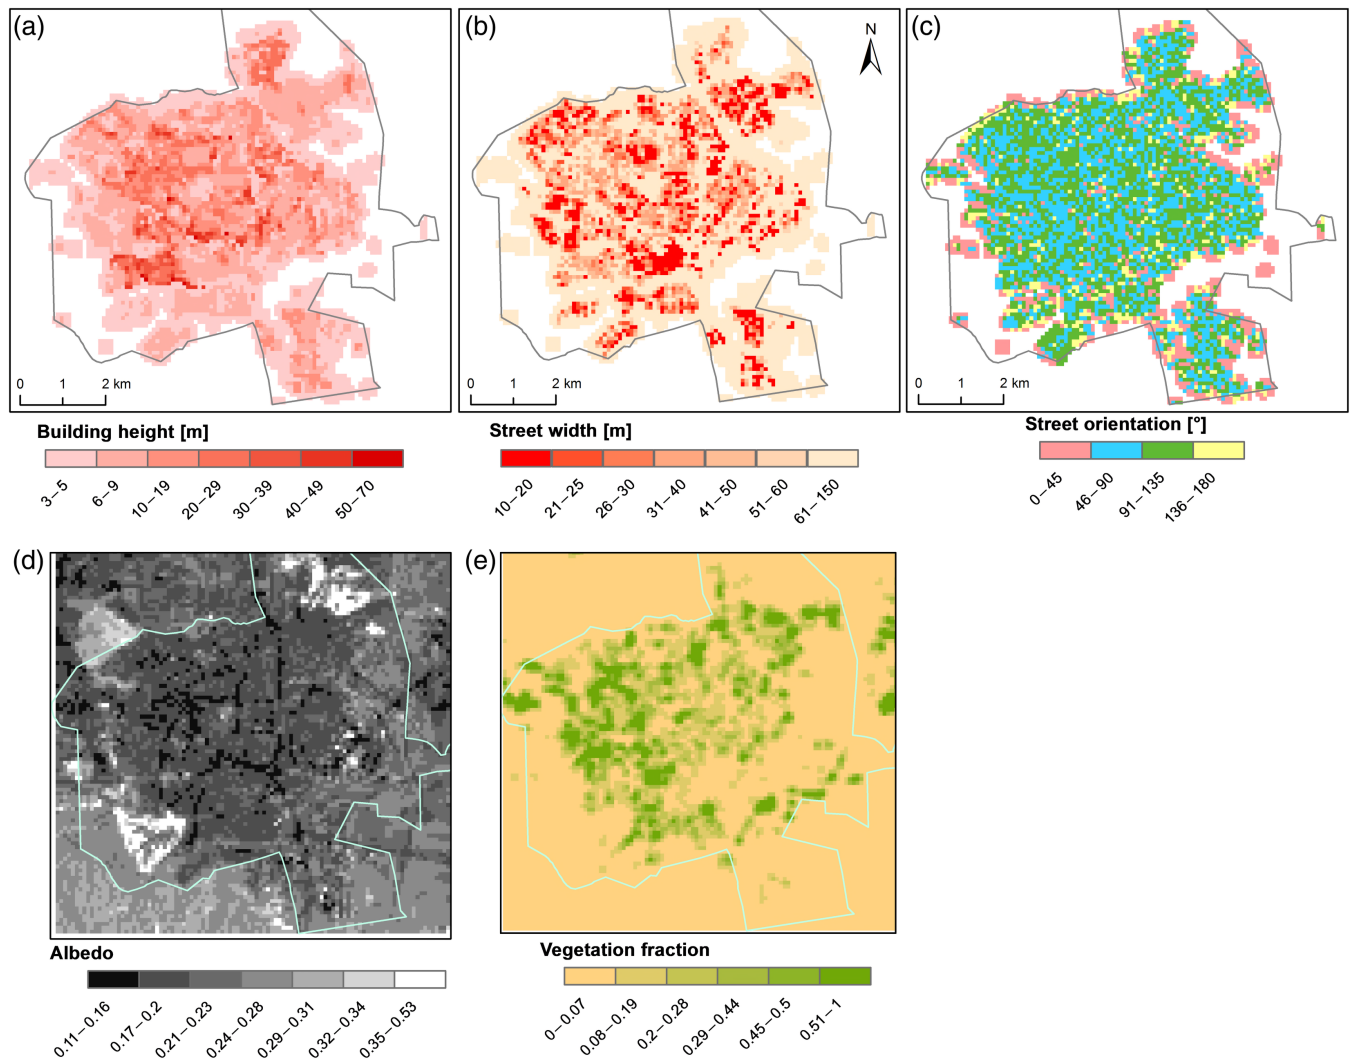 (a)
(b)
N
(c)
0 1 2 km
0 1 2 km
0 1 2 km
Building height [m]
3–5
6–9
10–19
20–29
30–39
40–49
50–70
Street width [m]
10–20
21–25
26–30
31–40
41–50
51–60
61–150
Street orientation [º]
0–45
46–90
91–135
136–180
(d)
(e)
Albedo
0.11–0.16
0.17–0.2
0.21–0.23
0.24–0.28
0.29–0.31
0.32–0.34
0.35–0.53
Vegetation fraction
0–0.07
0.08–0.19
0.2–0.28
0.29–0.44
0.45–0.5
0.51–1